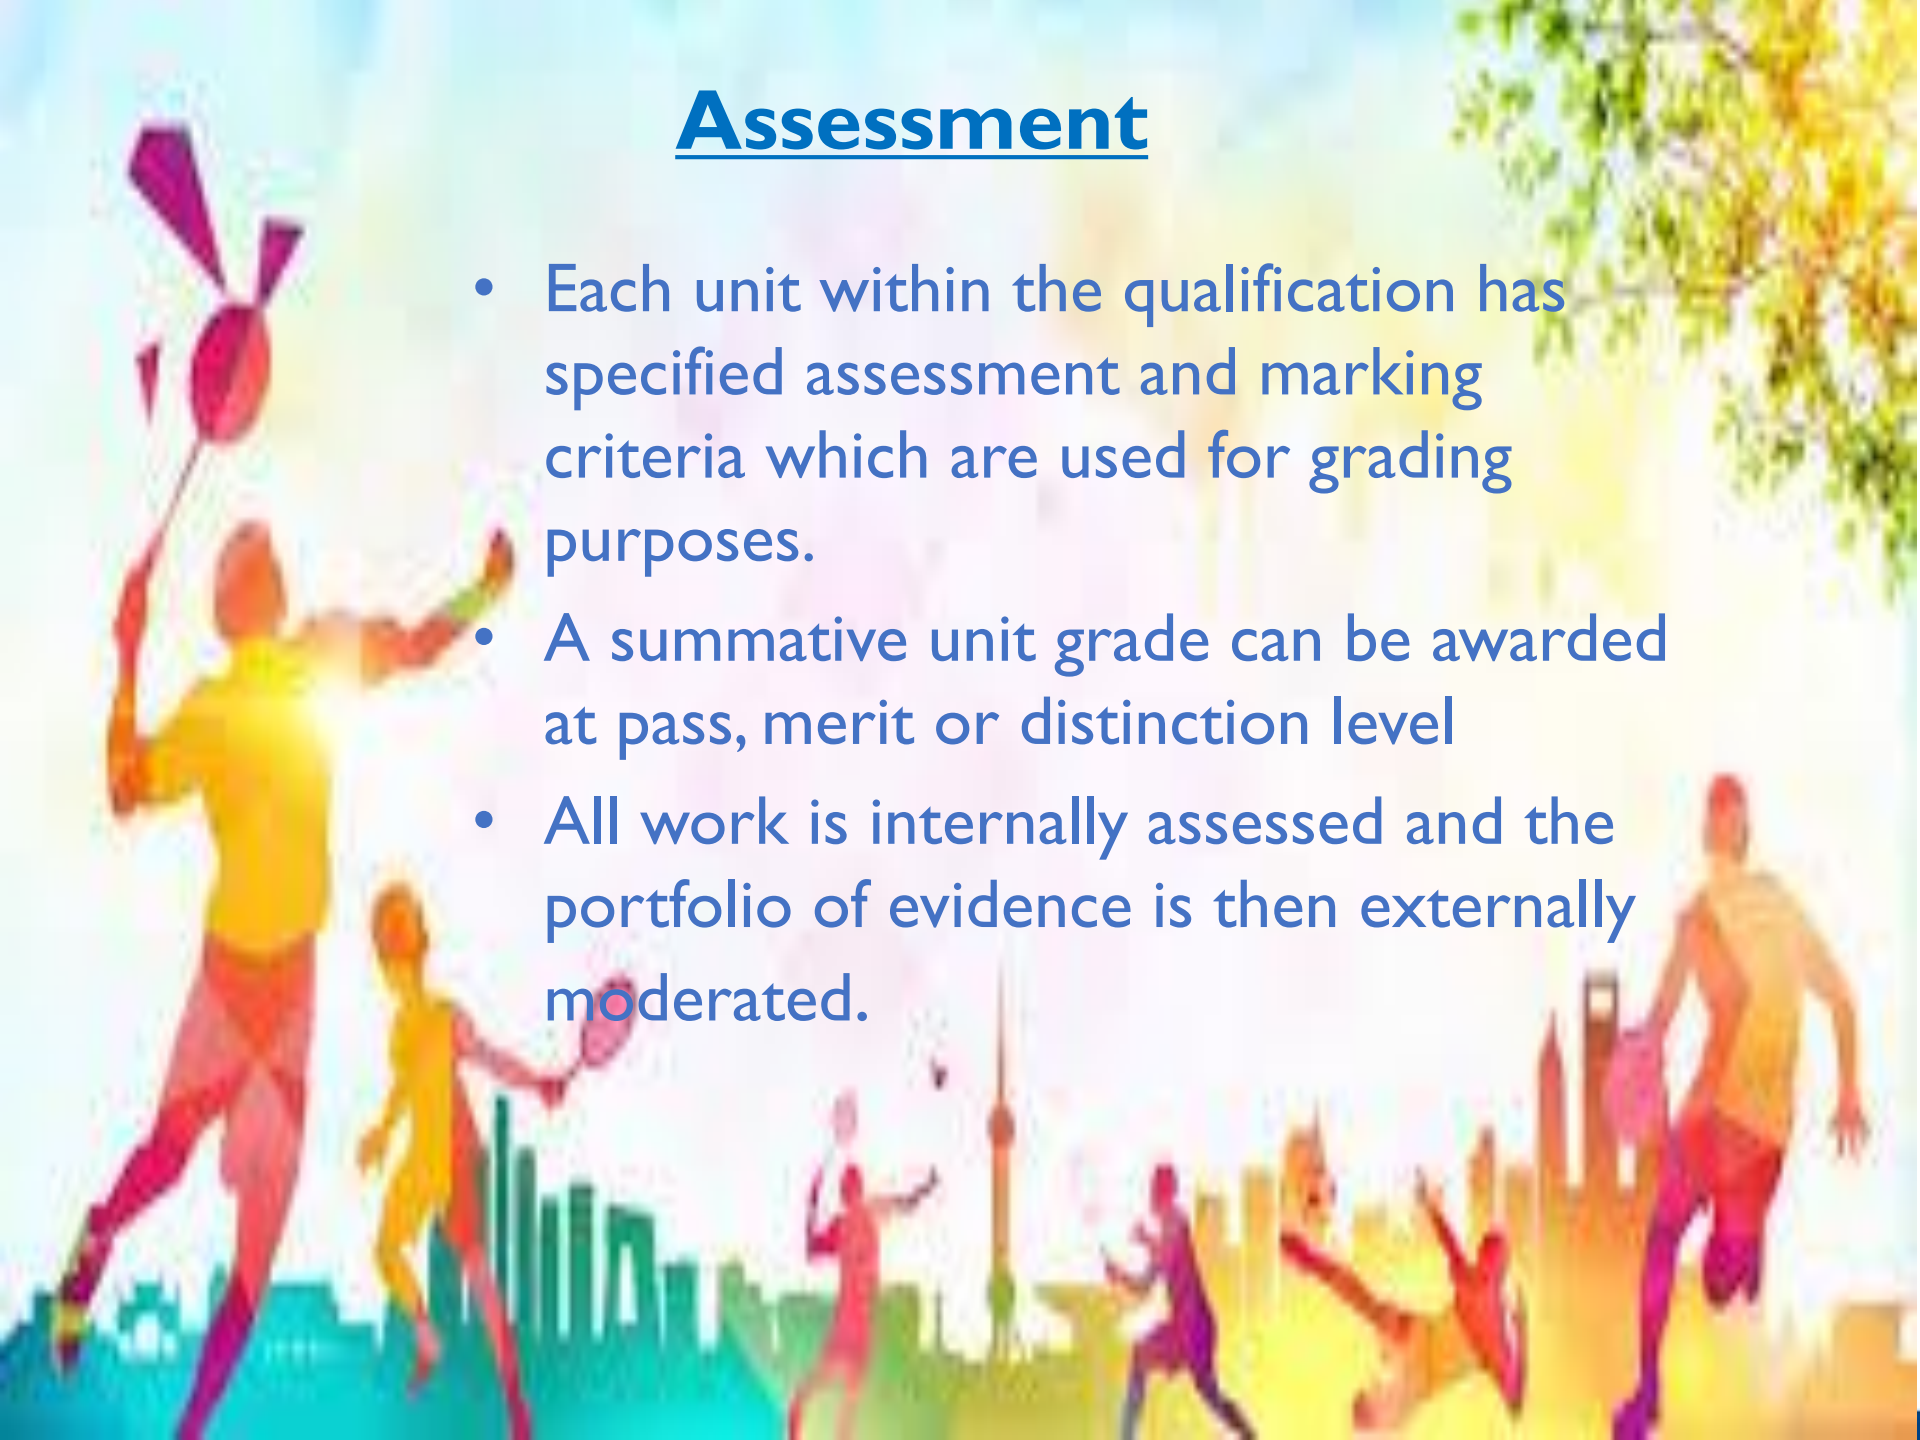 Assessment
• Each unit within the qualification has
specified assessment and marking
criteria which are used for grading
purposes.
• A summative unit grade can be awarded
at pass, merit or distinction level
• All work is internally assessed and the
portfolio of evidence is then externally
moderated.